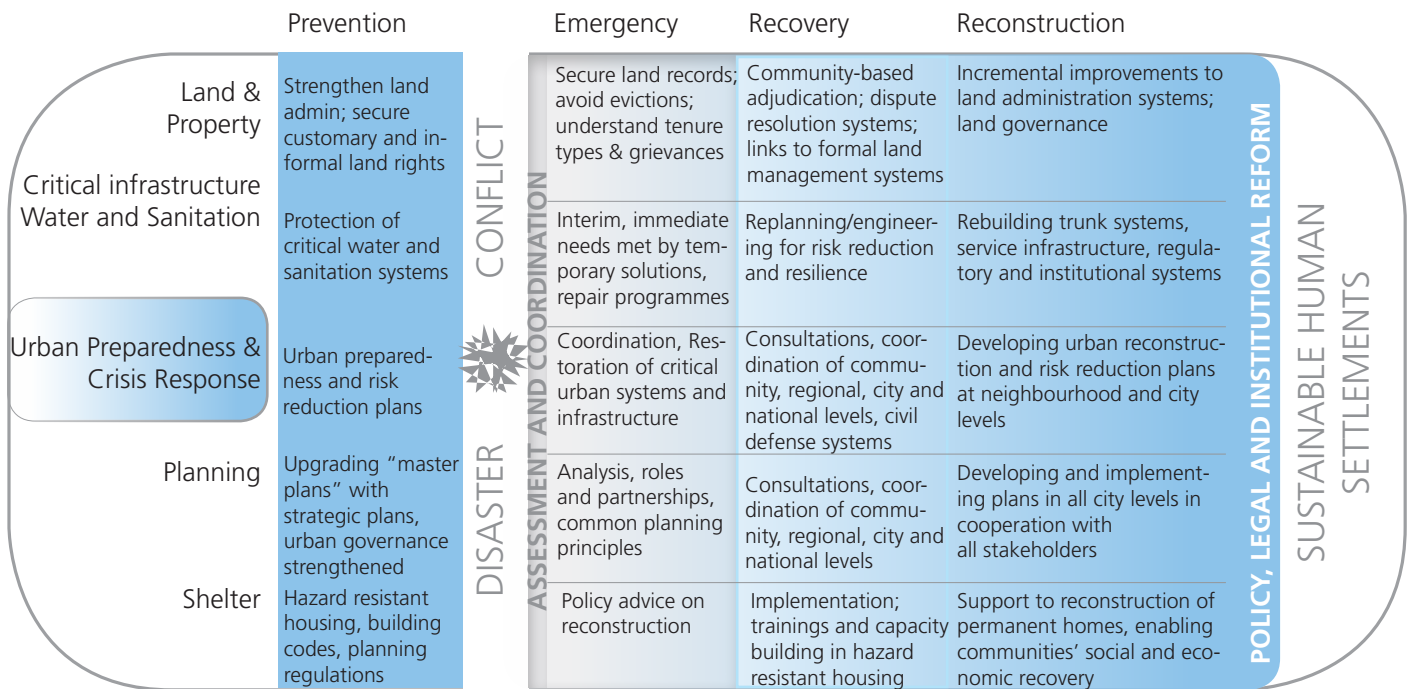 Prevention
Emergency
Recovery
Reconstruction
Land &
Property
Strengthen land
admin; secure
customary and in-
formal land rights
Secure land records;
avoid evictions;
understand tenure
types & grievances
Community-based
adjudication; dispute
resolution systems;
links to formal land
management systems
Incremental improvements to
land administration systems;
land governance
Critical infrastructure
Water and Sanitation
Protection of
critical water and
sanitation systems
Interim, immediate
needs met by tem-
porary solutions,
repair programmes
Replanning/engineer-
ing for risk reduction
and resilience
Rebuilding trunk systems,
service infrastructure, regula-
tory and institutional systems
Urban Preparedness &
Crisis Response
Urban prepared-
ness and risk
reduction plans
Coordination, Res-
toration of critical
urban systems and
infrastructure
Consultations, coor-
dination of commu-
nity, regional, city and
national levels, civil
defense systems
Developing urban reconstruc-
tion and risk reduction plans
at neighbourhood and city
levels
Planning
Upgrading “master
plans” with
strategic plans,
urban governance
strengthened
Analysis, roles
and partnerships,
common planning
principles
Consultations, coor-
dination of commu-
nity, regional, city and
national levels
Developing and implement-
ing plans in all city levels in
cooperation with
all stakeholders
Shelter
Hazard resistant
housing, building
codes, planning
regulations
Policy advice on
reconstruction
Implementation;
trainings and capacity
building in hazard
resistant housing
Support to reconstruction of
permanent homes, enabling
communities’ social and eco-
nomic recovery
CONFLICT
DISASTER
ASSESSMENT AND COORDINATION
POLICY, LEGAL AND INSTITUTIONAL REFORM
SUSTAINABLE HUMAN
SETTLEMENTS